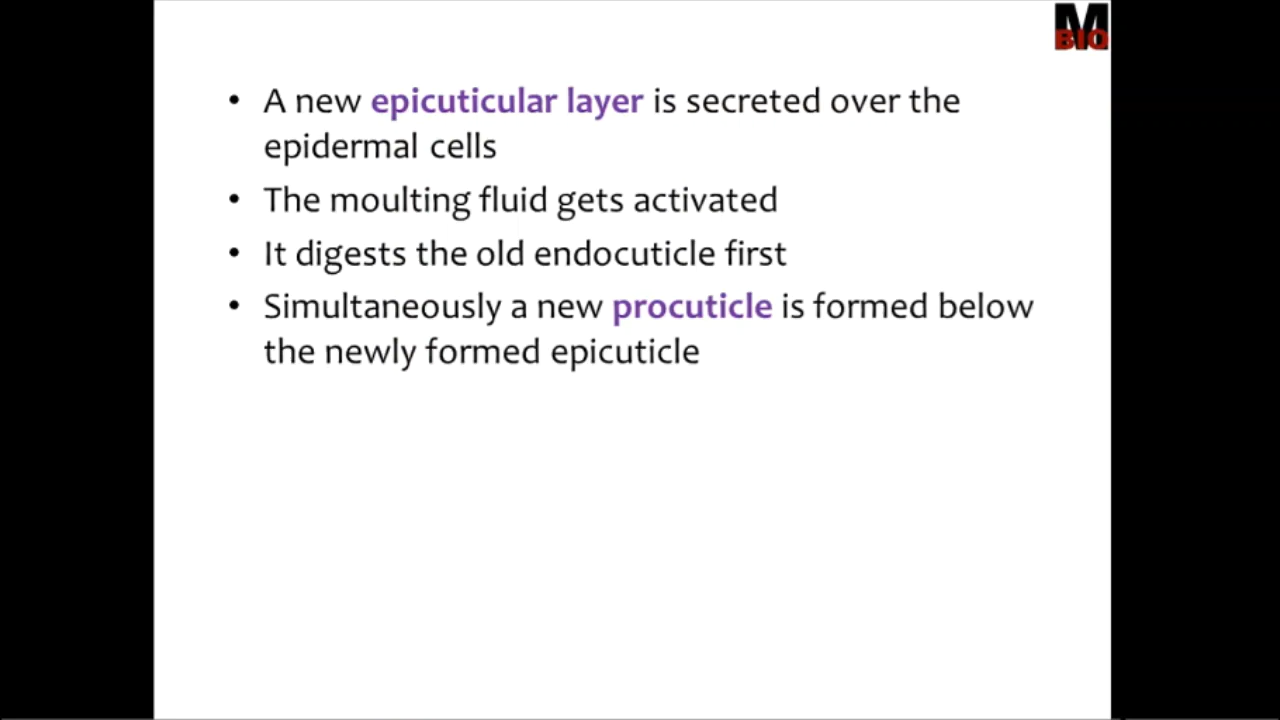 M
BIO
• A new epicuticular layer is secreted over the
epidermal cells
• The moulting fluid gets activated
• It digests the old endocuticle first
• Simultaneously a new procuticle is formed below
the newly formed epicuticle